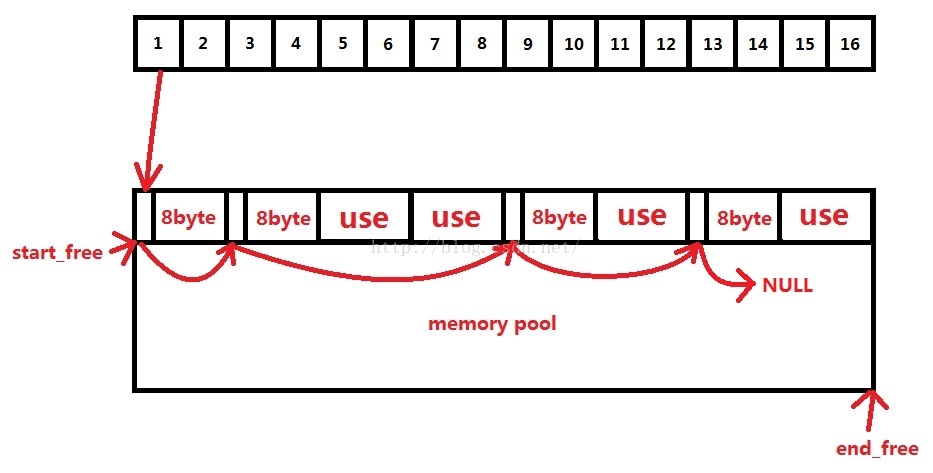 1 2 3 4 5 6 7 8 9 10 11 12 13 14 15 16
8byte 8byte use use 8byte use 8byte use
http://blog.csdn.net/
start_free
NULL
memory pool
end_free